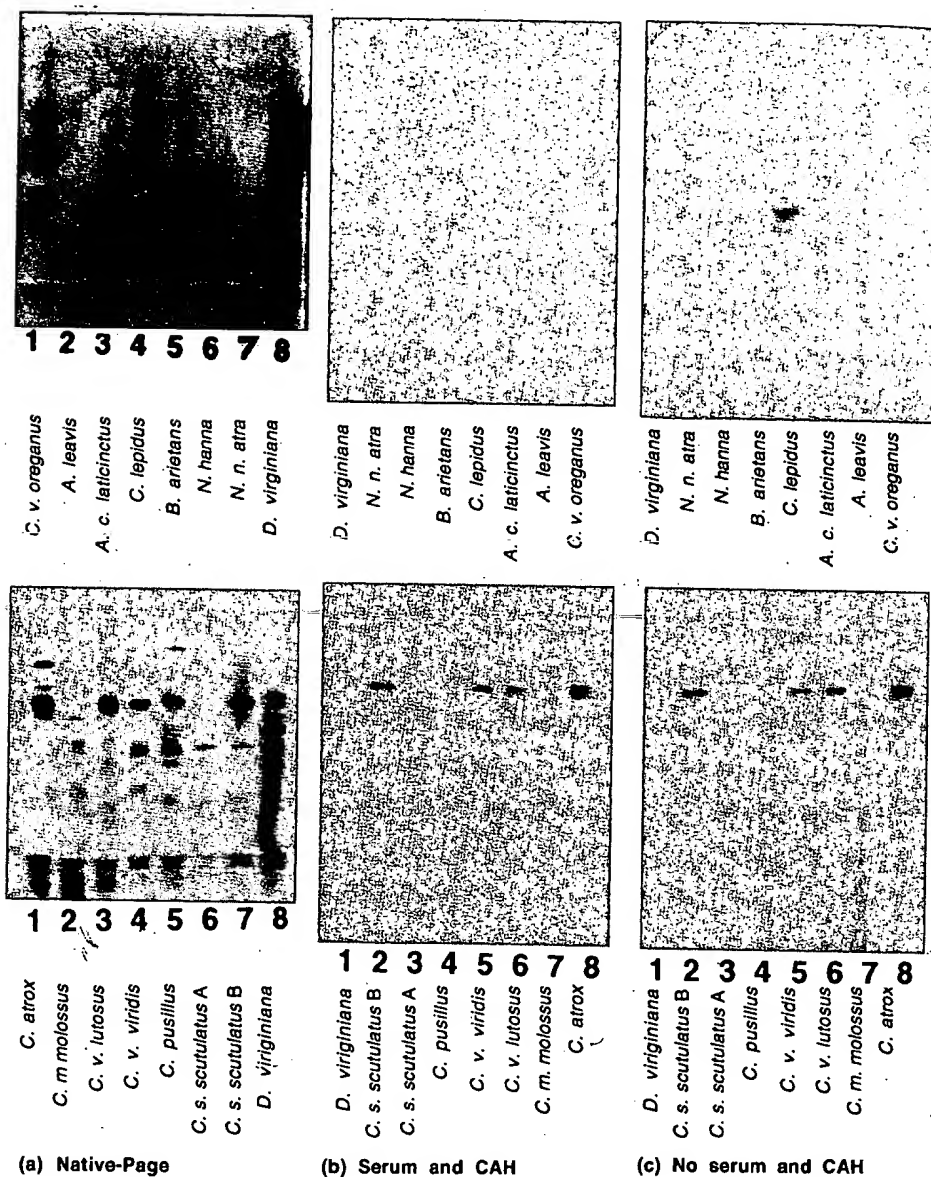 1 2 3 4 5 6 7 8
C. v. oreganus
A. leavis
A. c. laticinctus
C. lepidus
B. arietans
N. hanna
N. n. atra
D. virginiana
D. virginiana
N. n. atra
N. hanna
B. arietans
C. lepidus
A. c. laticinctus
A. leavis
C. v. oreganus
D. virginiana
N. n. atra
N. hanna
B. arietans
C. lepidus
A. c. laticinctus
A. leavis
C. v. oreganus
1 2 3 4 5 6 7 8
C. atrox
C. m molossus
C. v. lutosus
C. v. viridis
C. pusillus
C. s. scutulatus A
C. s. scutulatus B
D. viriginiana
(a) Native-Page
1 2 3 4 5 6 7 8
D. viriginiana
C. s. scutulatus B
C. s. scutulatus A
C. pusillus
C. v. viridis
C. v. lutosus
C. m. molossus
C. atrox
(b) Serum and CAH
1 2 3 4 5 6 7 8
D. viriginiana
C. s. scutulatus B
C. s. scutulatus A
C. pusillus
C. v. viridis
C. v. lutosus
C. m. molossus
C. atrox
(c) No serum and CAH